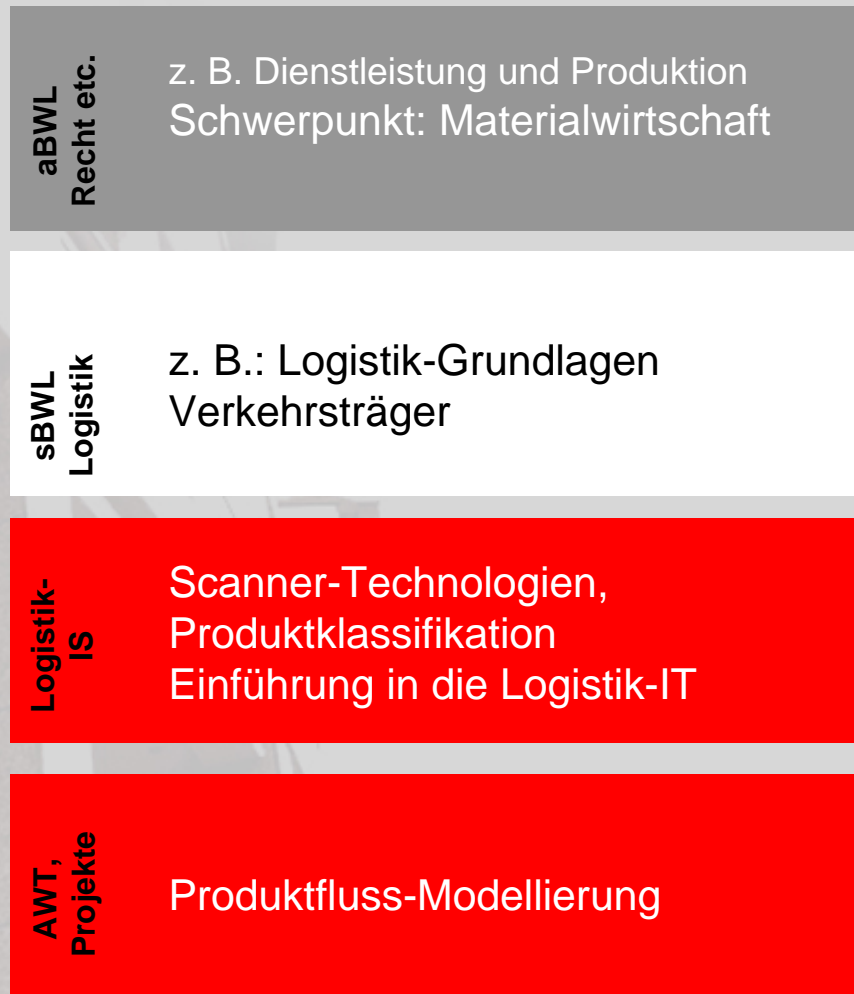 aBWL
Recht etc.
z. B. Dienstleistung und Produktion
Schwerpunkt: Materialwirtschaft
sBWL
Logistik
z. B.: Logistik-Grundlagen
Verkehrsträger
Logistik-
IS
Scanner-Technologien,
Produktklassifikation
Einführung in die Logistik-IT
AWT,
Projekte
Produktfluss-Modellierung